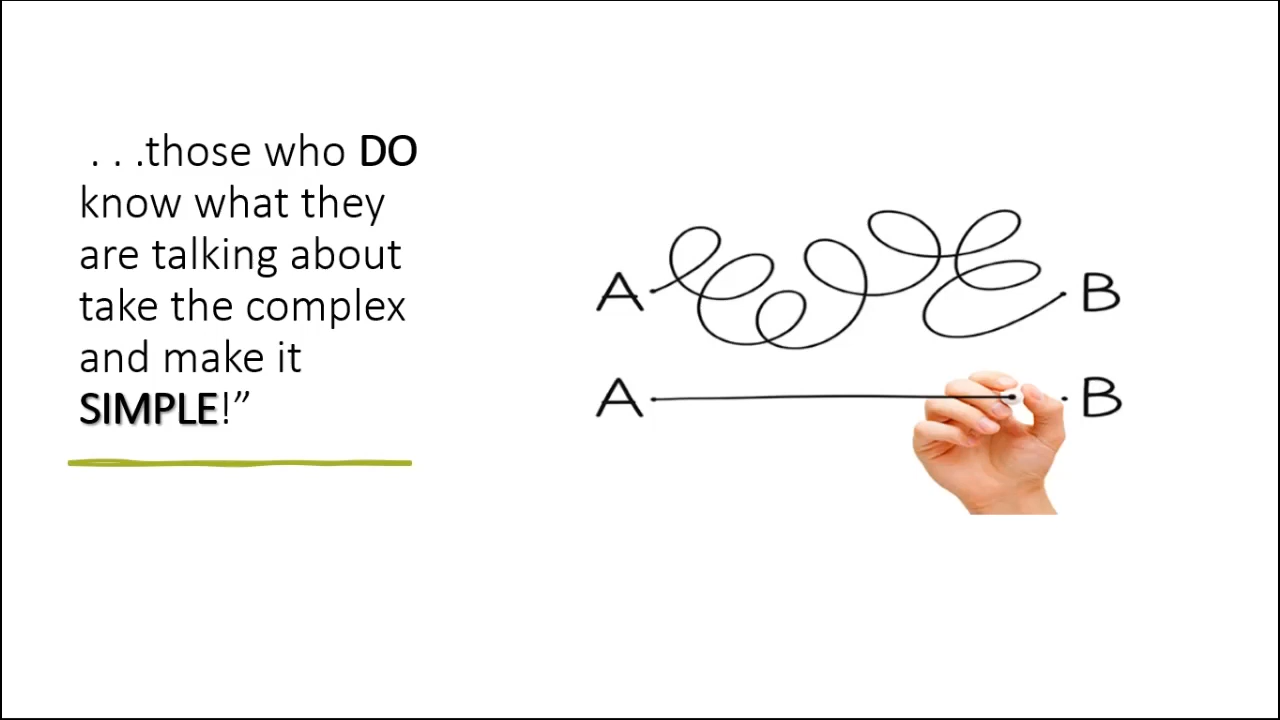 . . .those who DO
know what they
are talking about
take the complex
and make it
SIMPLE!”
A B
A B